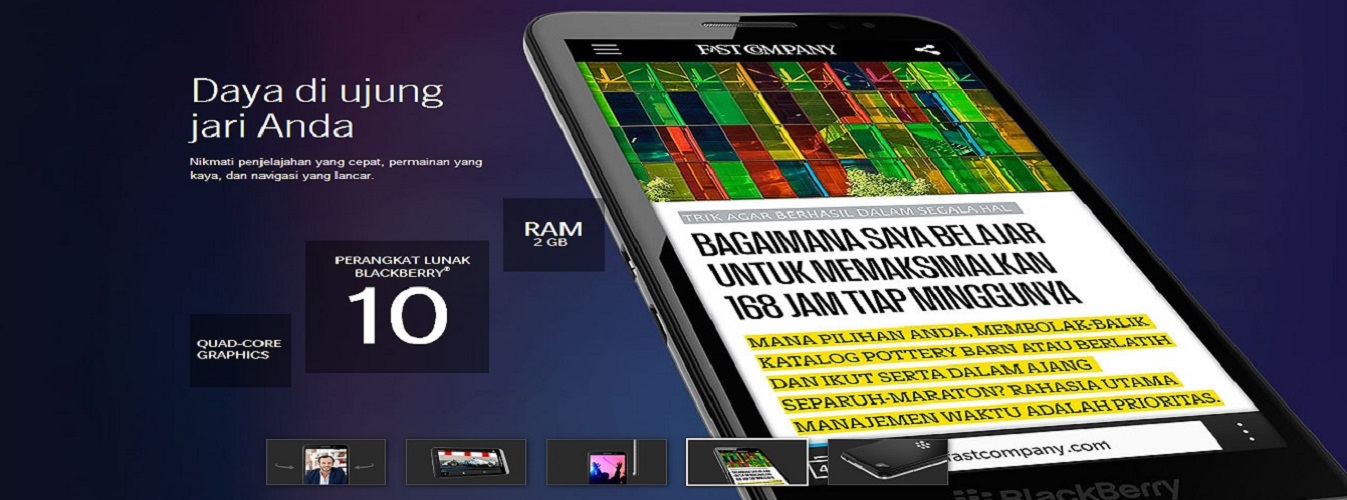 Daya di ujung
jari Anda
Nikmati penjelajahan yang cepat, permainan yang
kaya, dan navigasi yang lancar.
RAM
2 GB
PERANGKAT LUNAK
BLACKBERRY®
10
QUAD-CORE
GRAPHICS
FAST COMPANY
TRIK AGAR BERHASIL DALAM SEGALA HAL
BAGAIMANA SAYA BELAJAR
UNTUK MEMAKSIMALKAN
168 JAM TIAP MINGGUNYA
MANA PILIHAN ANDA, MEMBOLAK-BALIK
KATALOG POTTERY BARN ATAU BERLATIH
DAN IKUT SERTA DALAM AJANG
SEPARUH-MARATON? RAHASIA UTAMA
MANAJEMEN WAKTU ADALAH PRIORITAS.
fastcompany.com
BlackBerry